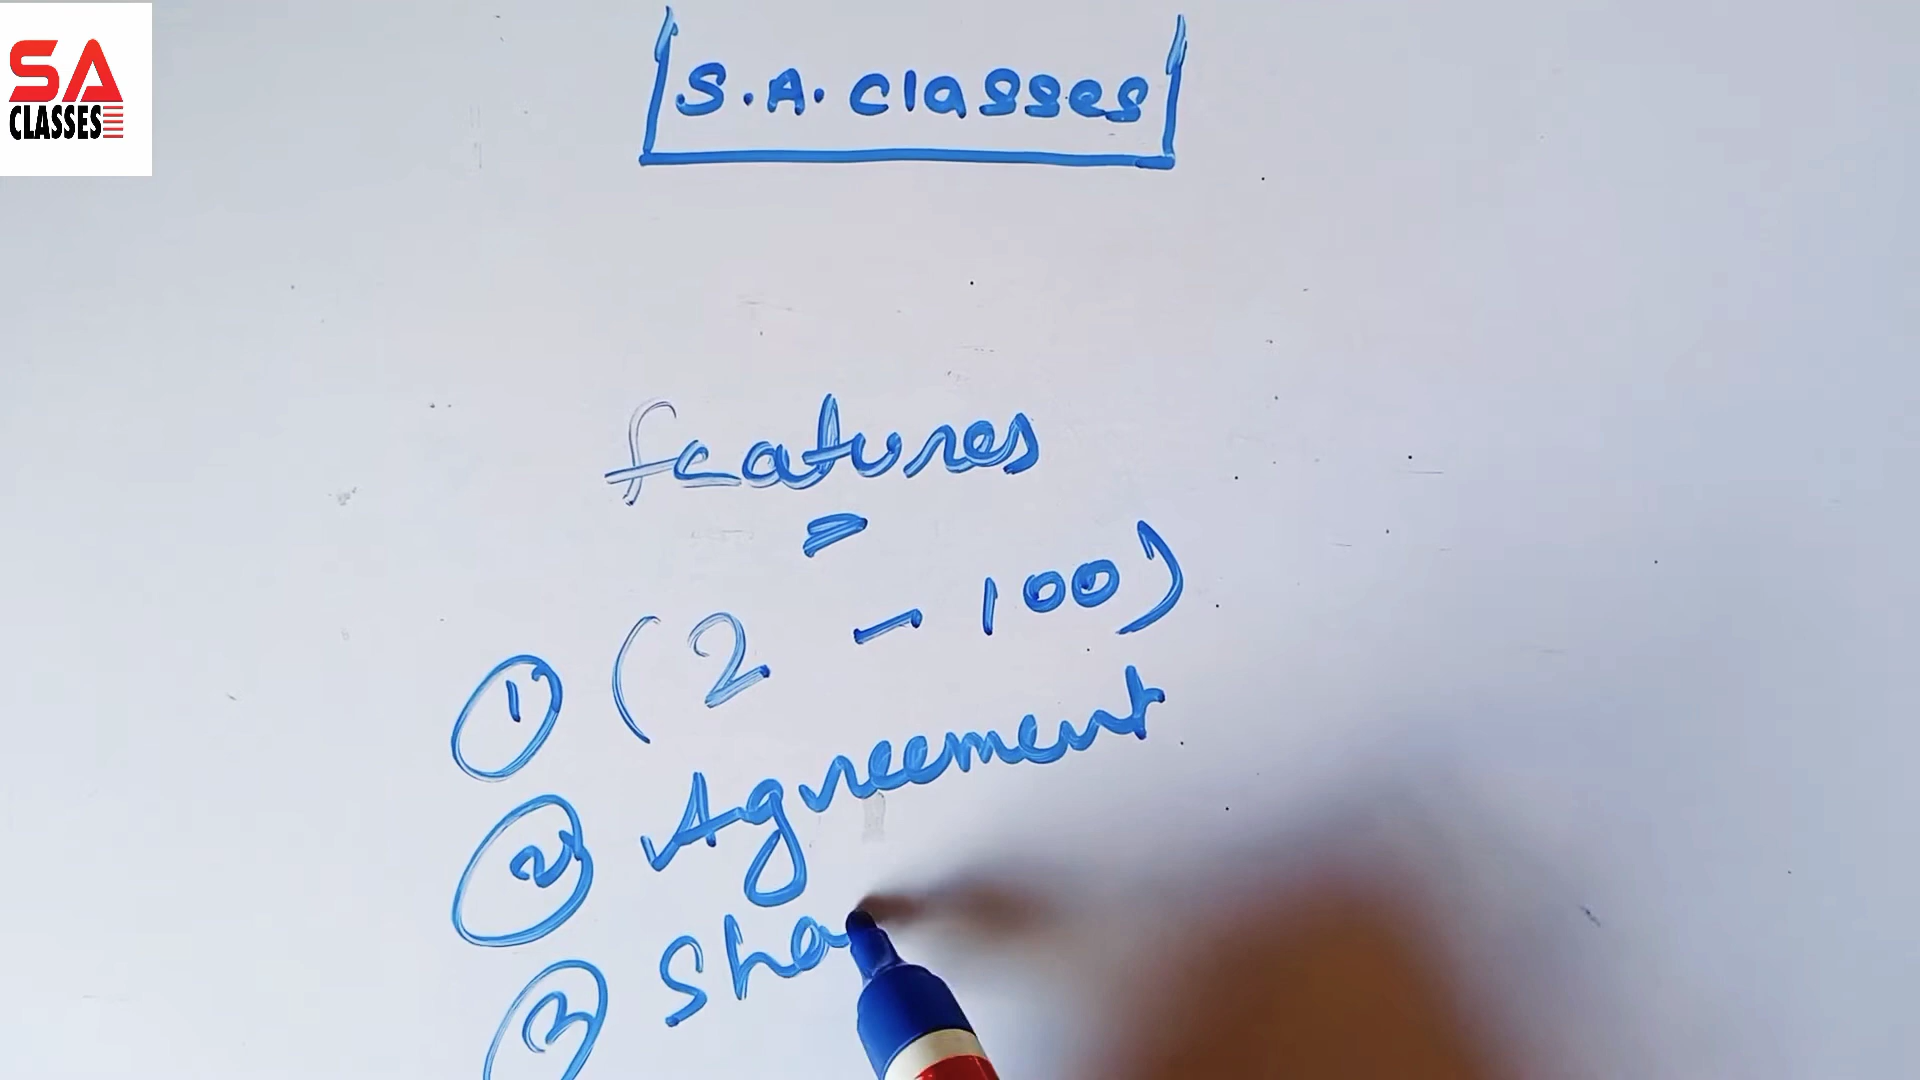 SA
CLASSES
S.A. classes
features
① (2 - 100)
② Agreement
③ Sha